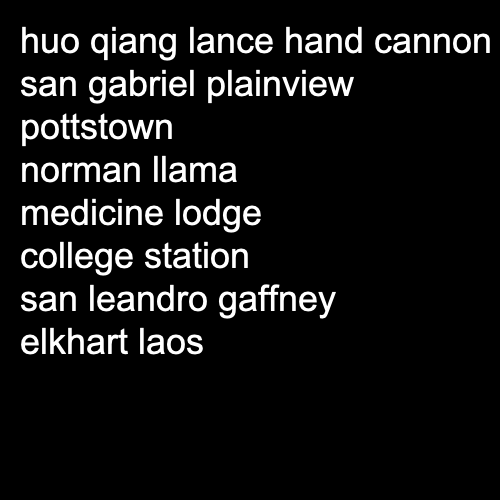 huo qiang lance hand cannon
san gabriel plainview
pottstown
norman llama
medicine lodge
college station
san leandro gaffney
elkhart laos